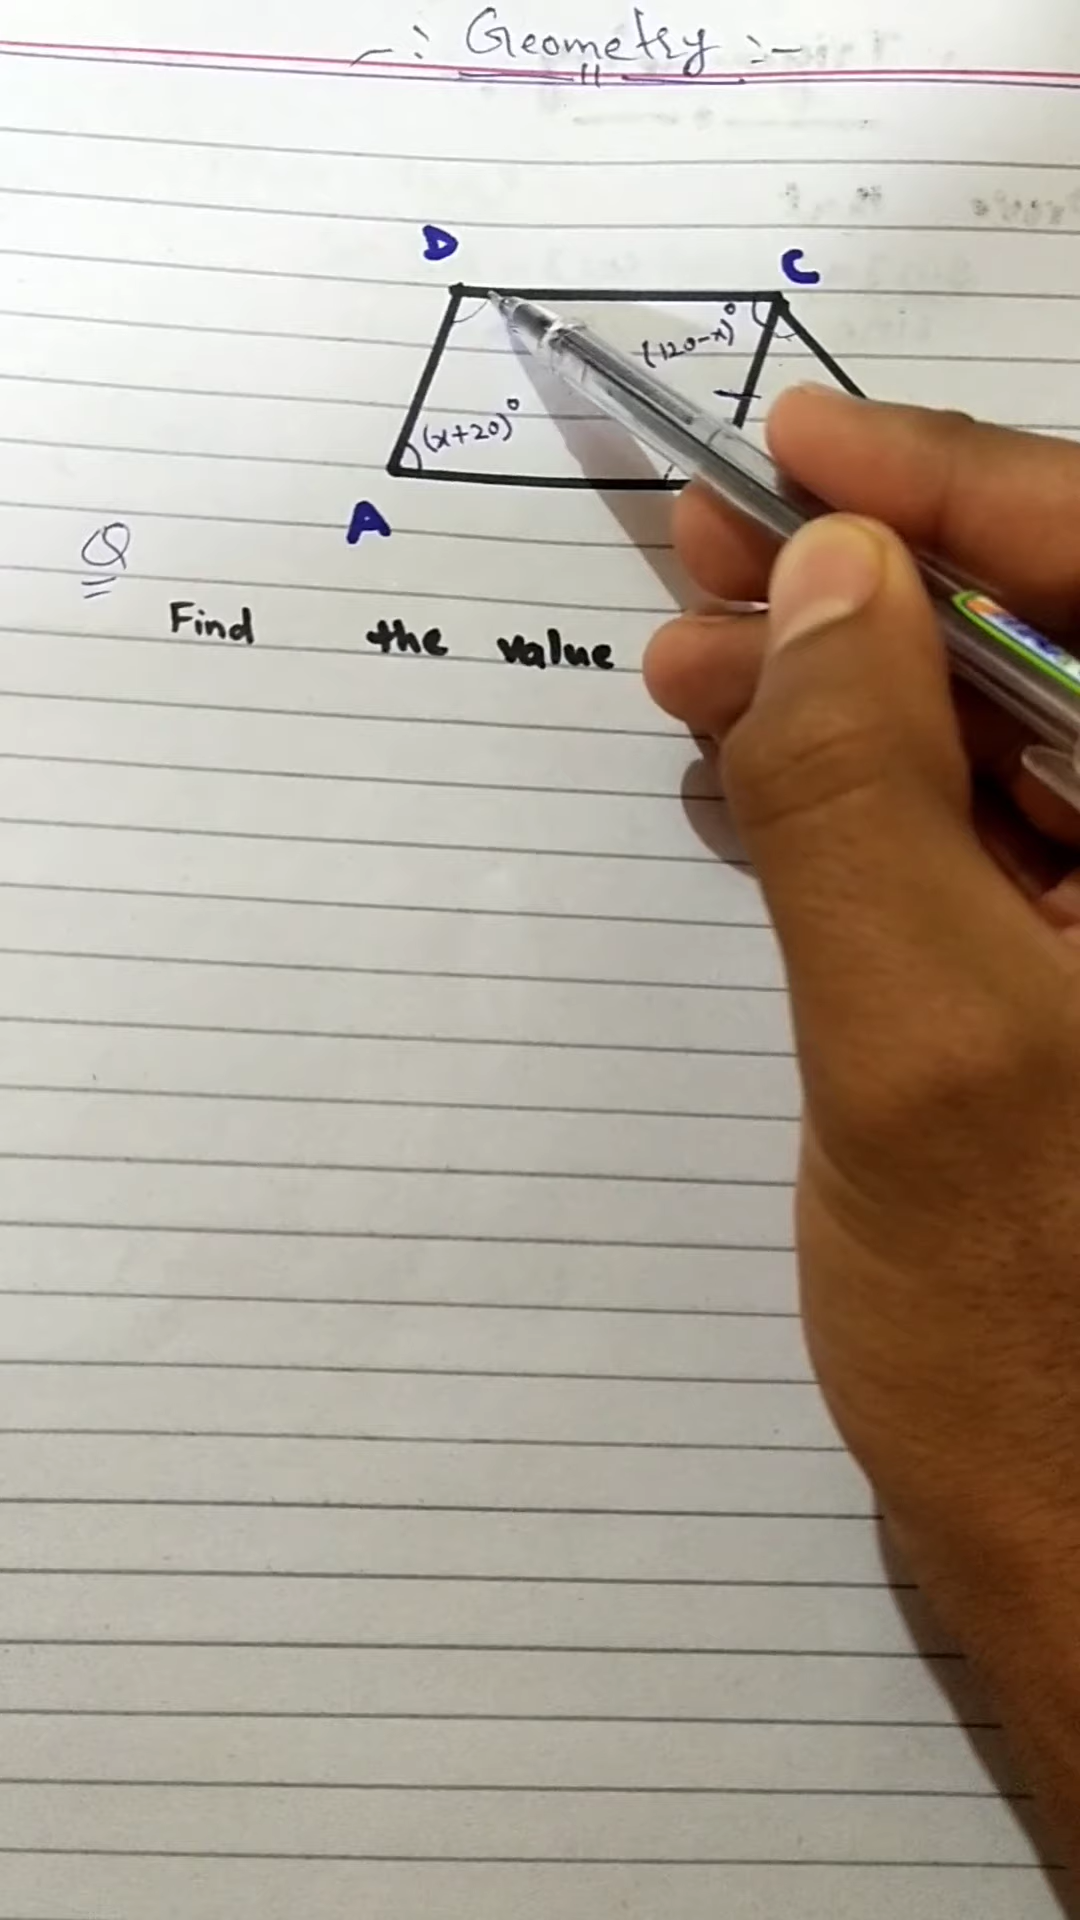 -: Geometry :-
D
C
(120-x)°
(x+20)°
A
Q
Find the value